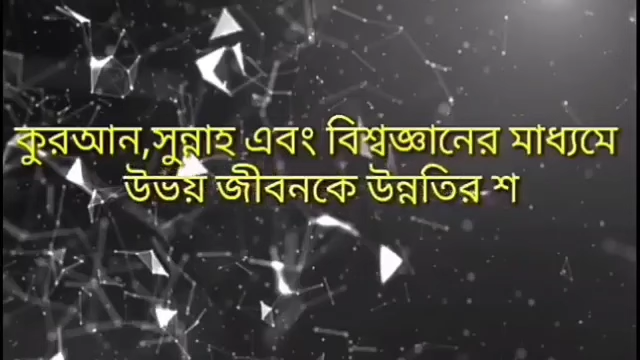 কুরআন,সুন্নাহ এবং বিশ্বজ্ঞানের মাধ্যমে
উভয় জীবনকে উন্নতির শ